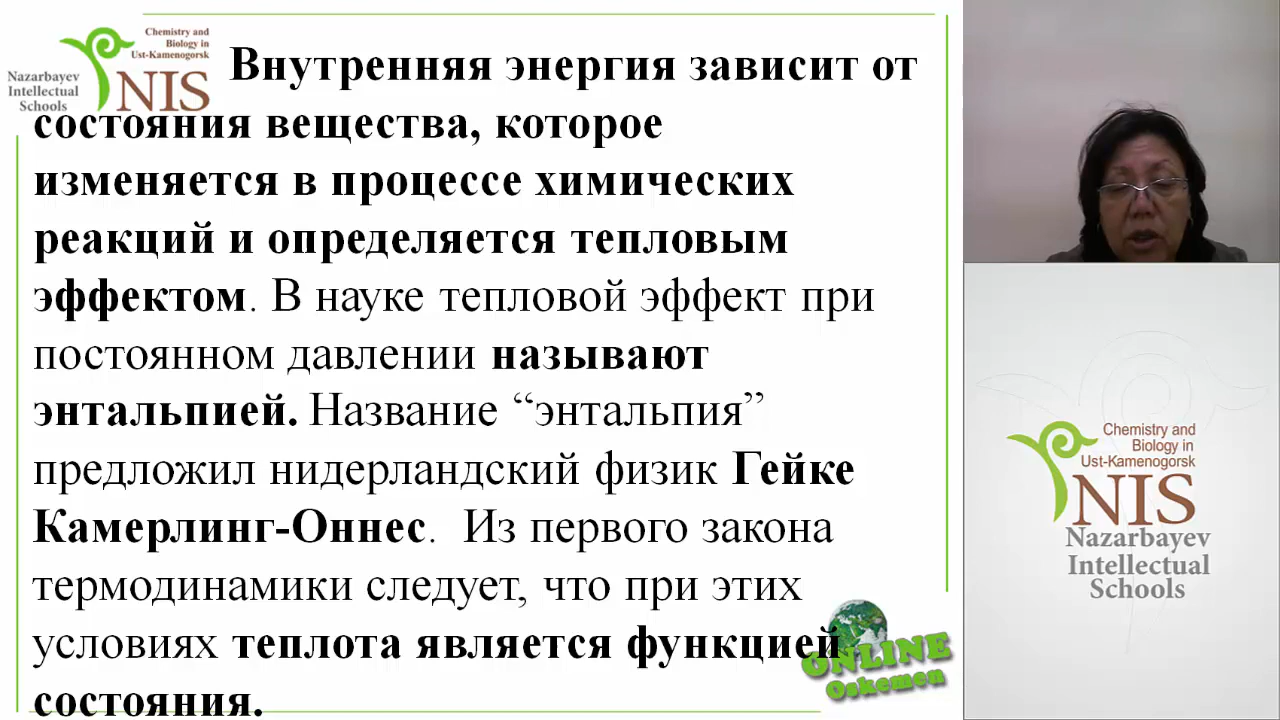 Chemistry and
Biology in
Ust-Kamenogorsk
Nazarbayev
Intellectual
Schools
NIS
Внутренняя энергия зависит от
состояния вещества, которое
изменяется в процессе химических
реакций и определяется тепловым
эффектом. В науке тепловой эффект при
постоянном давлении называют
энтальпией. Название “энтальпия”
предложил нидерландский физик Гейке
Камерлинг-Оннес. Из первого закона
термодинамики следует, что при этих
условиях теплота является функцией
состояния.
ONLINE
Oskemen
Chemistry and
Biology in
Ust-Kamenogorsk
NIS
Nazarbayev
Intellectual
Schools